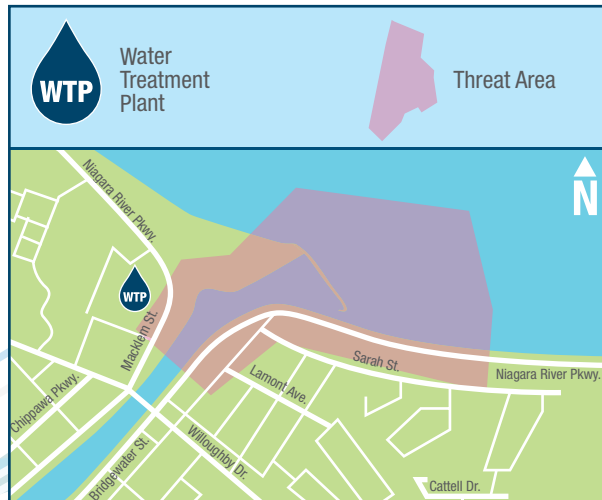 WTP
Water
Treatment
Plant
Threat Area
N
Niagara River Pkwy.
WTP
Macklem St.
Chippawa Pkwy.
Bridgewater St.
Willoughby Dr.
Lamont Ave.
Sarah St.
Niagara River Pkwy.
Cattell Dr.